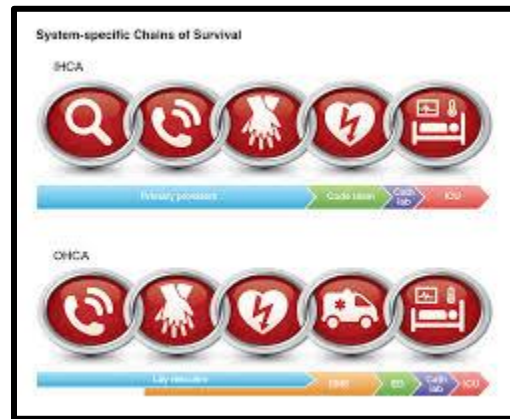 System-specific Chains of Survival
IHCA
Primary providers
Code team
Cath
lab
ICU
OHCA
Lay rescuers
EMS
ED
Cath
lab
ICU